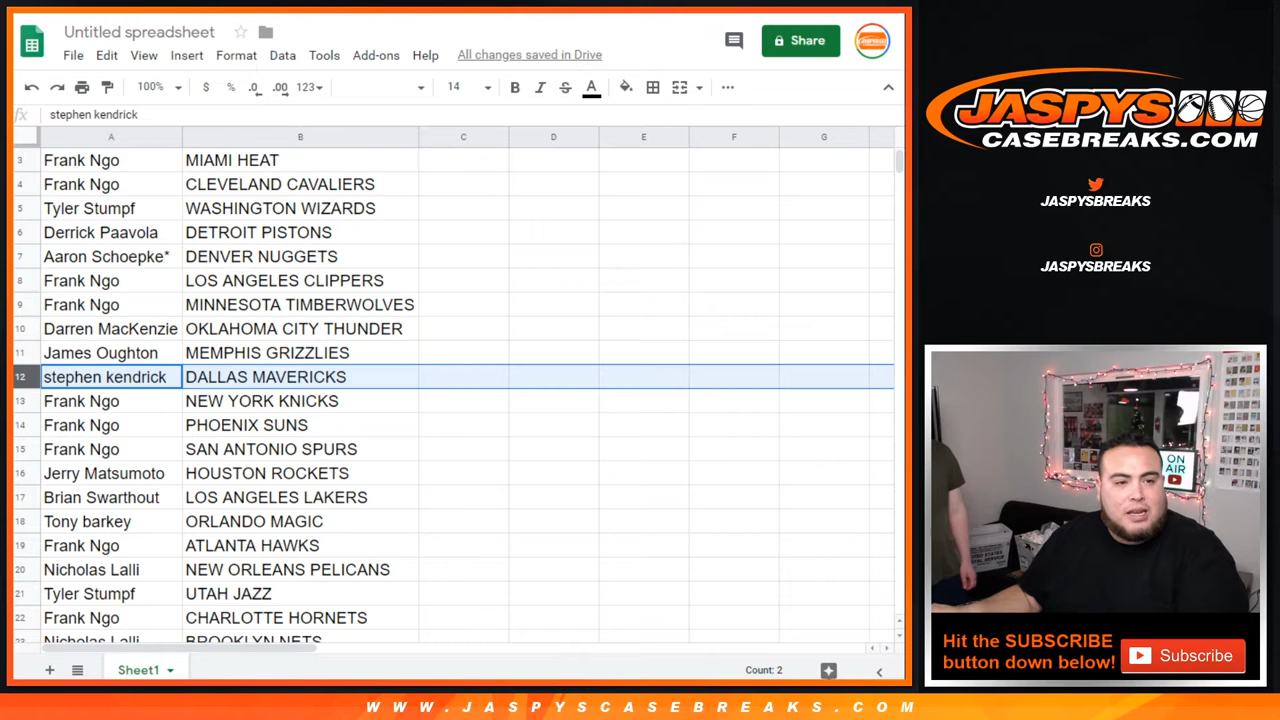 Untitled spreadsheet
File Edit View Insert Format Data Tools Add-ons Help All changes saved in Drive
Share
100% $ % .0 .00 123 14 B I S A
fx stephen kendrick
A B C D E F G
3 Frank Ngo MIAMI HEAT
4 Frank Ngo CLEVELAND CAVALIERS
5 Tyler Stumpf WASHINGTON WIZARDS
6 Derrick Paavola DETROIT PISTONS
7 Aaron Schoepke* DENVER NUGGETS
8 Frank Ngo LOS ANGELES CLIPPERS
9 Frank Ngo MINNESOTA TIMBERWOLVES
10 Darren MacKenzie OKLAHOMA CITY THUNDER
11 James Oughton MEMPHIS GRIZZLIES
12 stephen kendrick DALLAS MAVERICKS
13 Frank Ngo NEW YORK KNICKS
14 Frank Ngo PHOENIX SUNS
15 Frank Ngo SAN ANTONIO SPURS
16 Jerry Matsumoto HOUSTON ROCKETS
17 Brian Swarthout LOS ANGELES LAKERS
18 Tony barkey ORLANDO MAGIC
19 Frank Ngo ATLANTA HAWKS
20 Nicholas Lalli NEW ORLEANS PELICANS
21 Tyler Stumpf UTAH JAZZ
22 Frank Ngo CHARLOTTE HORNETS
23 Nicholas Lalli BROOKLYN NETS
Sheet1 Count: 2
JASPYS
CASEBREAKS.COM
JASPYSBREAKS
JASPYSBREAKS
ON
AIR
Hit the SUBSCRIBE
button down below!
Subscribe
WWW.JASPYSCASEBREAKS.COM